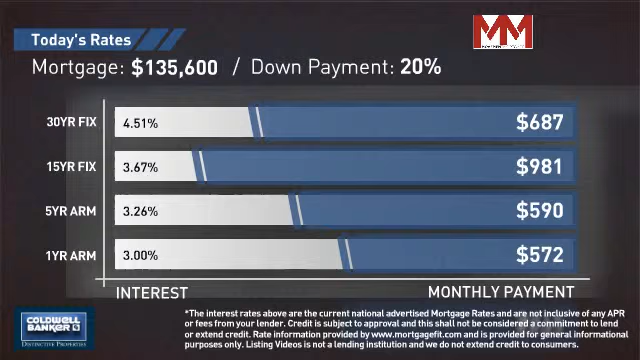 Today's Rates
MM
Mortgage: $135,600 / Down Payment: 20%
30YR FIX 4.51% $687
15YR FIX 3.67% $981
5YR ARM 3.26% $590
1YR ARM 3.00% $572
INTEREST MONTHLY PAYMENT
COLDWELL
BANKER
DISTINCTIVE PROPERTIES
*The interest rates above are the current national advertised Mortgage Rates and are not inclusive of any APR
or fees from your lender. Credit is subject to approval and this shall not be considered a commitment to lend
or extend credit. Rate information provided by www.mortgagefit.com and is provided for general informational
purposes only. Listing Videos is not a lending institution and we do not extend credit to consumers.